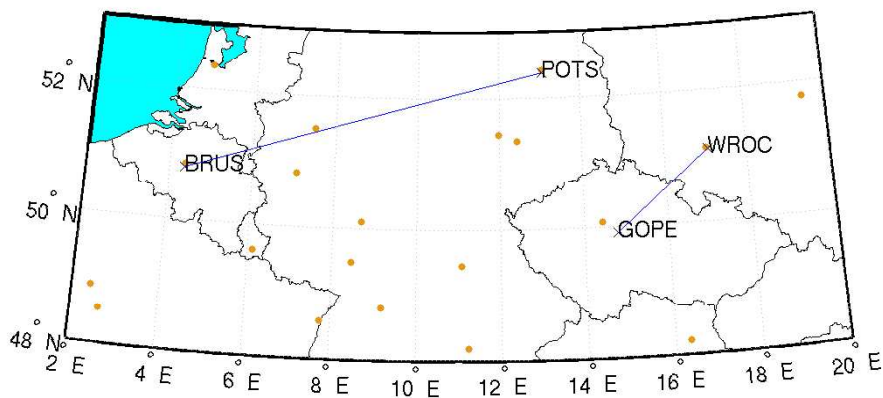 52° N
POTS
BRUS
WROC
50° N
GOPE
48° N
2° E
4° E
6° E
8° E
10° E
12° E
14° E
16° E
18° E
20° E